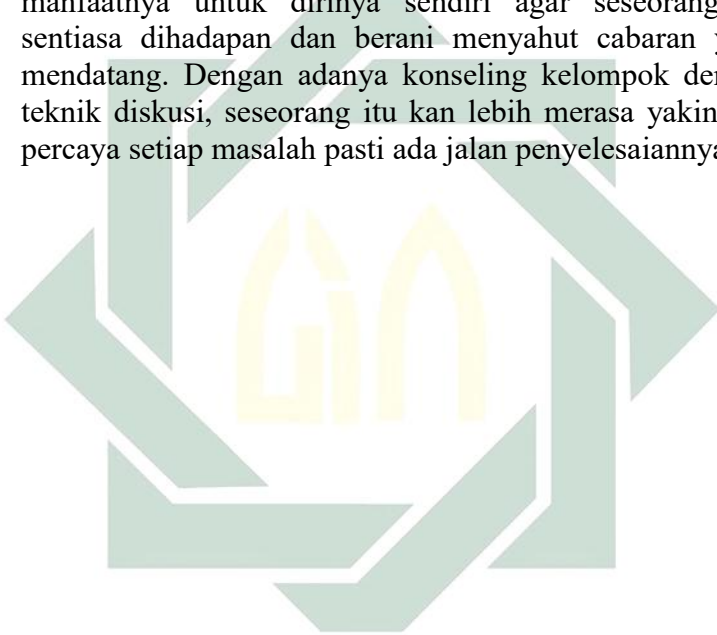 manfaatnya untuk dirinya sendiri agar seseorang
sentiasa dihadapan dan berani menyahut cabaran
mendatang. Dengan adanya konseling kelompok
teknik diskusi, seseorang itu kan lebih merasa yakin
percaya setiap masalah pasti ada jalan penyelesaiannya